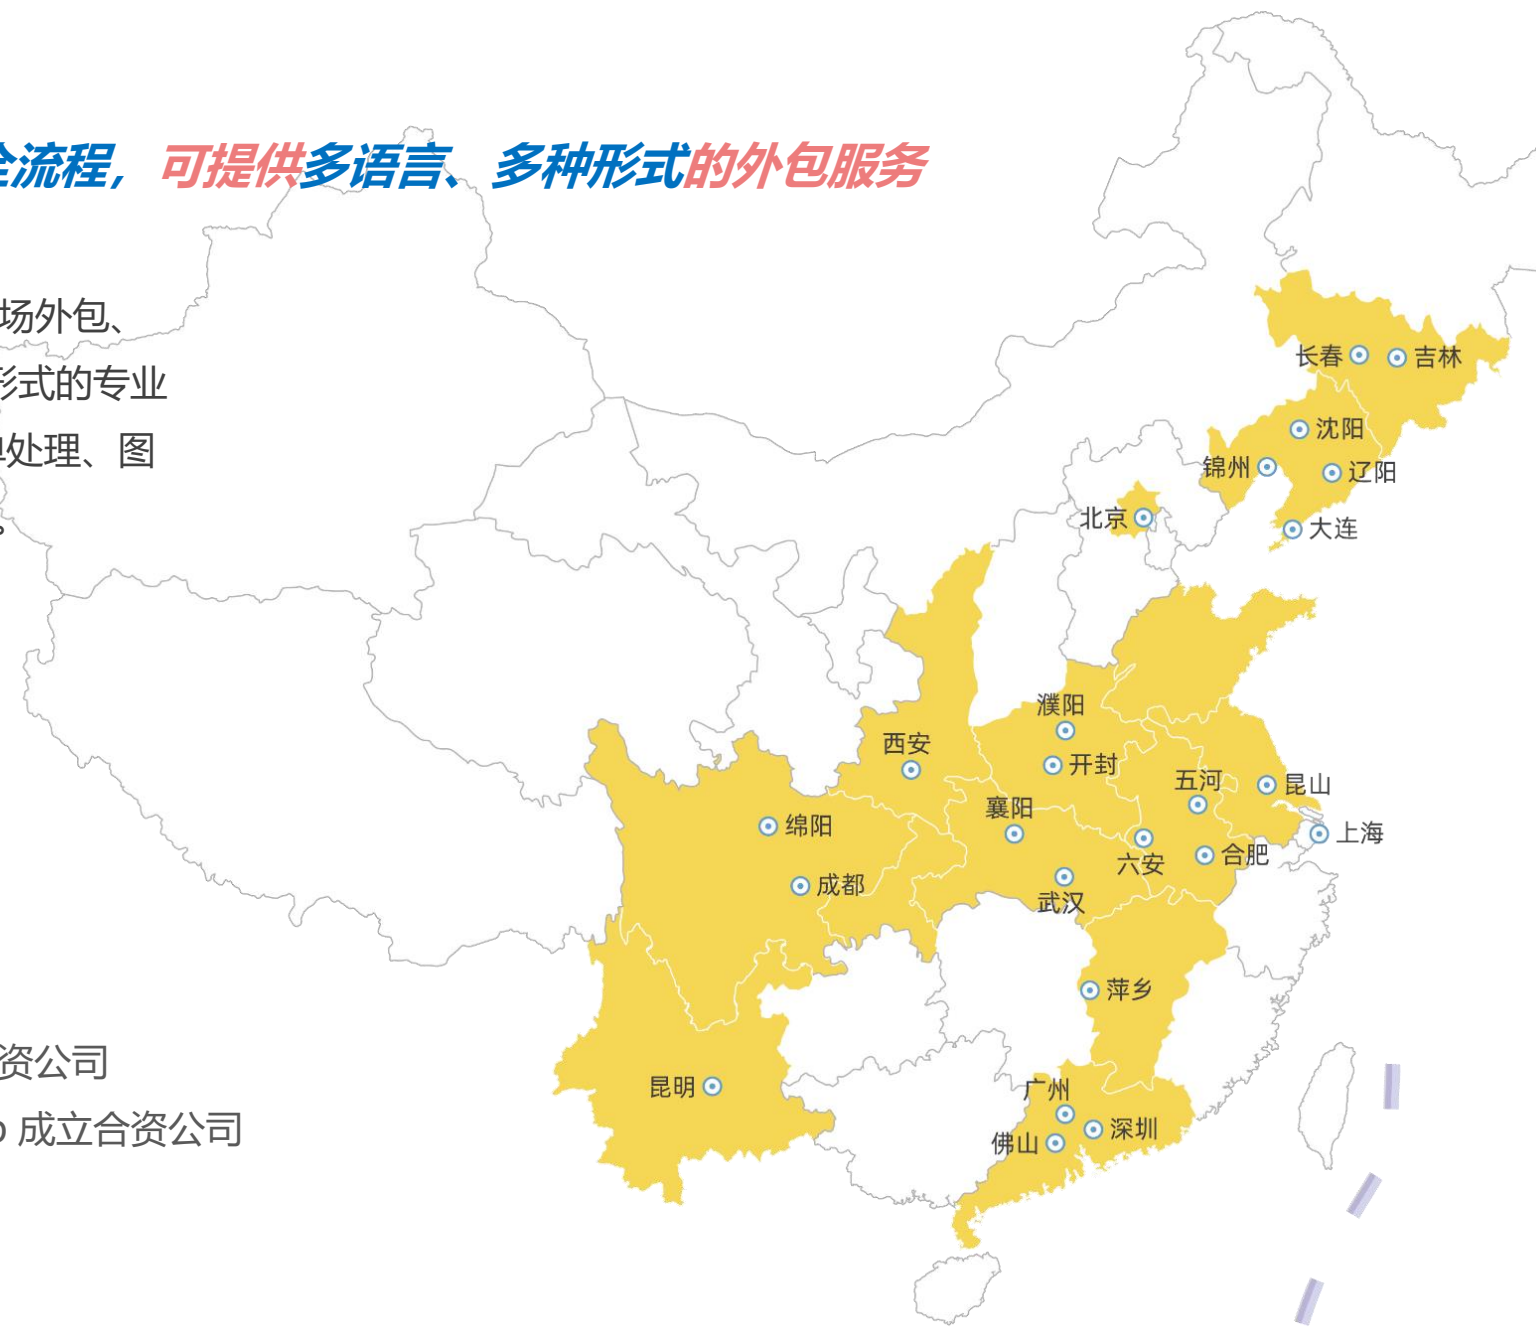 全流程，可提供多语言、多种形式的外包服务
场外包、
形式的专业
单处理、图
。
资公司
成立合资公司
长春
吉林
沈阳
锦州
辽阳
北京
大连
濮阳
西安
开封
五河
昆山
襄阳
绵阳
上海
六安
合肥
成都
武汉
萍乡
昆明
广州
深圳
佛山